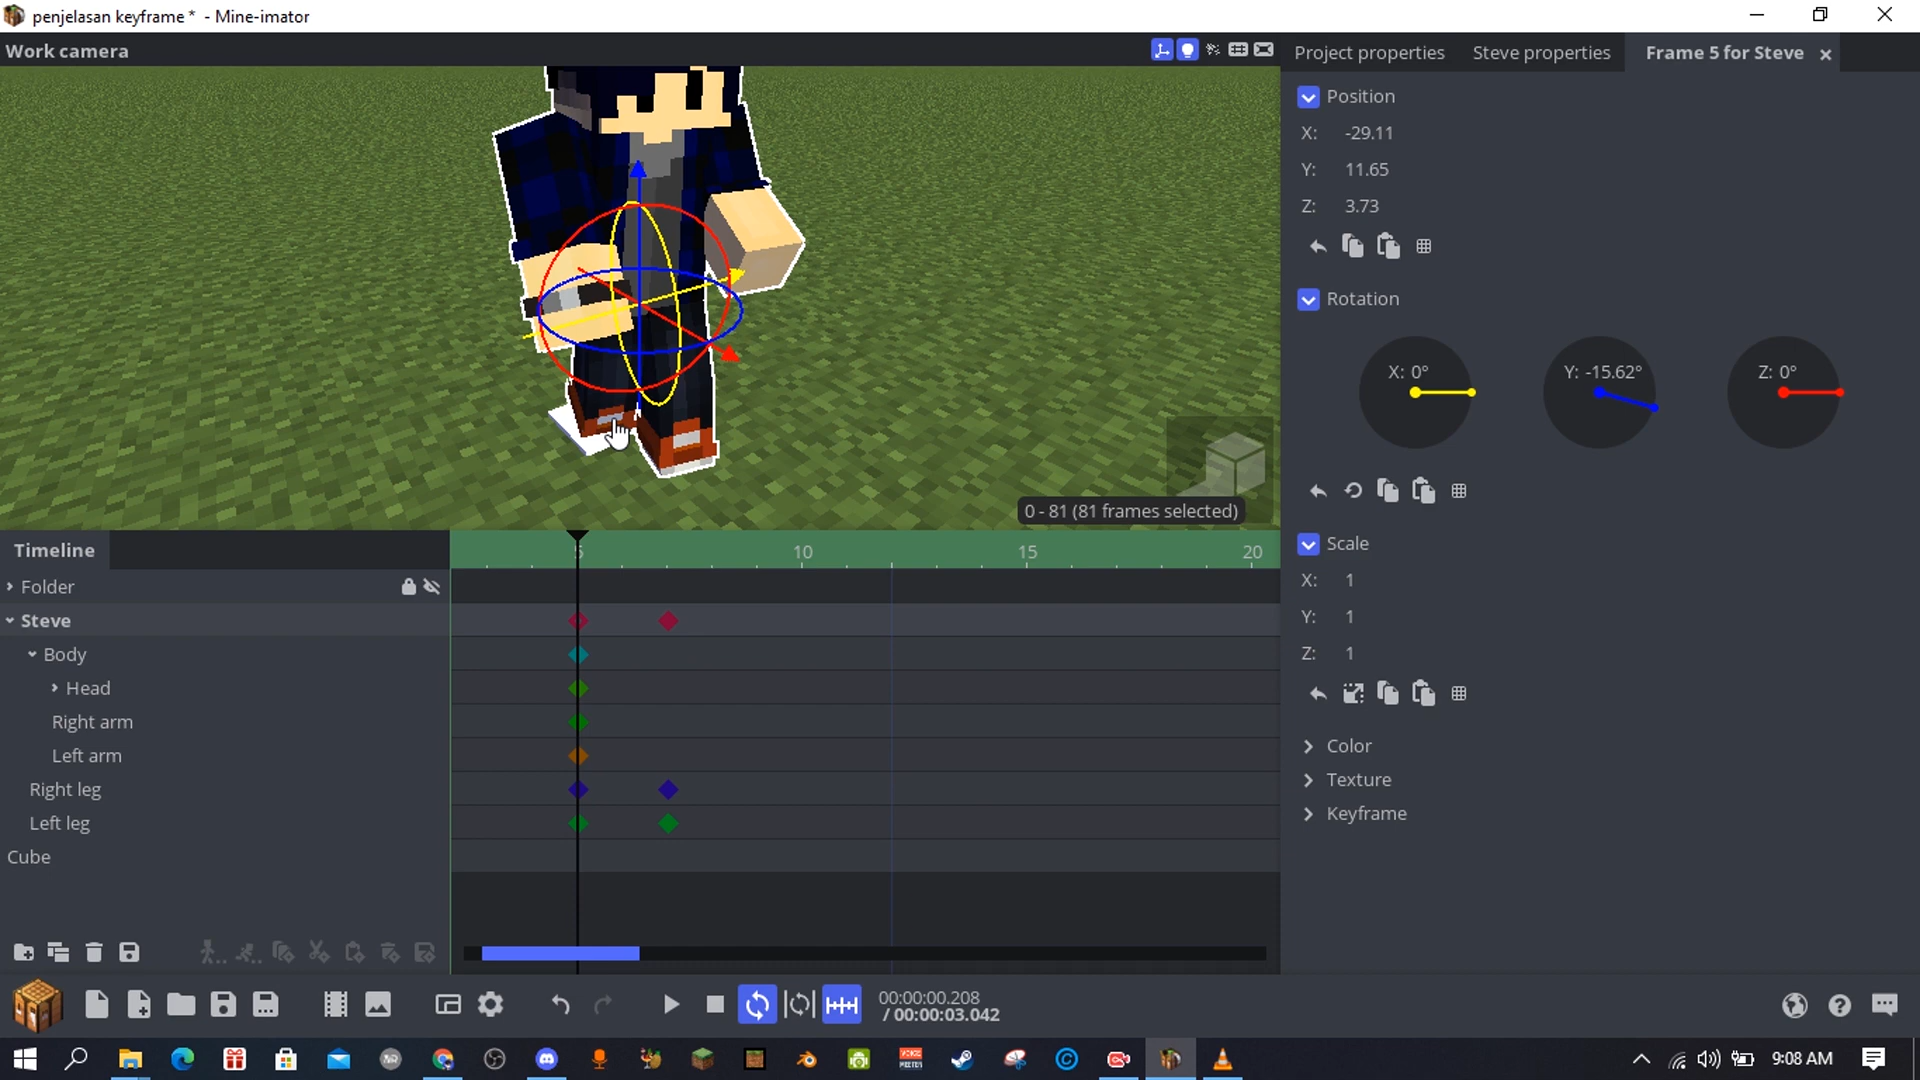 penjelasan keyframe * - Mine-imator
Work camera
Project properties
Steve properties
Frame 5 for Steve
Position
X: -29.11
Y: 11.65
Z: 3.73
Rotation
X: 0°
Y: -15.62°
Z: 0°
0 - 81 (81 frames selected)
Scale
X: 1
Y: 1
Z: 1
Color
Texture
Keyframe
Timeline
5 10 15 20
Folder
Steve
Body
Head
Right arm
Left arm
Right leg
Left leg
Cube
00:00:00.208
/ 00:00:03.042
9:08 AM